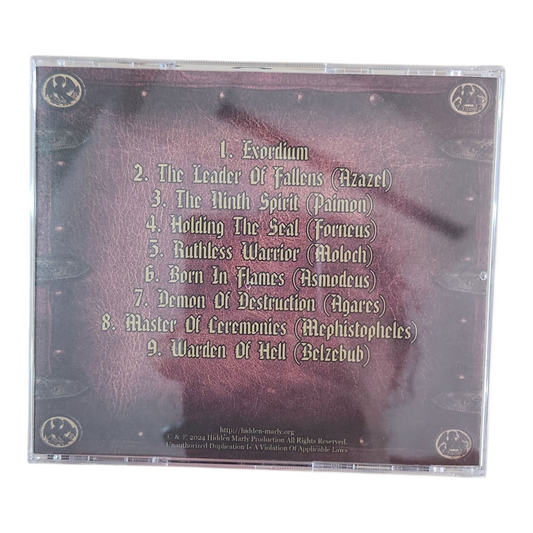 1. Exordium
2. The Leader Of Fallens (Azazel)
3. The Ninth Spirit (Paimon)
4. Holding The Seal (Forneus)
5. Ruthless Warrior (Moloch)
6. Born In Flames (Asmodeus)
7. Demon Of Destruction (Agares)
8. Master Of Ceremonies (Mephistopheles)
9. Warden Of Hell (Belzebub)
http://hidden-marly.org
© & ℗ 2024 Hidden Marly Production All Rights Reserved.
Unauthorized Duplication Is A Violation Of Applicable Laws